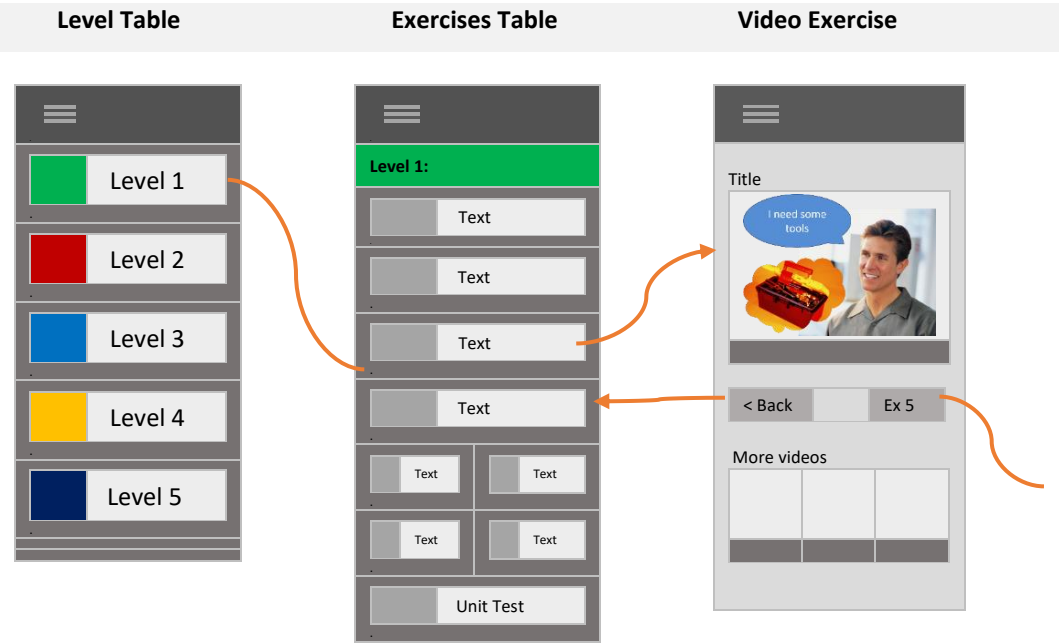 Level Table
Exercises Table
Video Exercise
Level 1
Level 2
Level 3
Level 4
Level 5
Level 1:
Text
Text
Text
Text
Text
Text
Text
Text
Unit Test
Title
I need some
tools
< Back
Ex 5
More videos